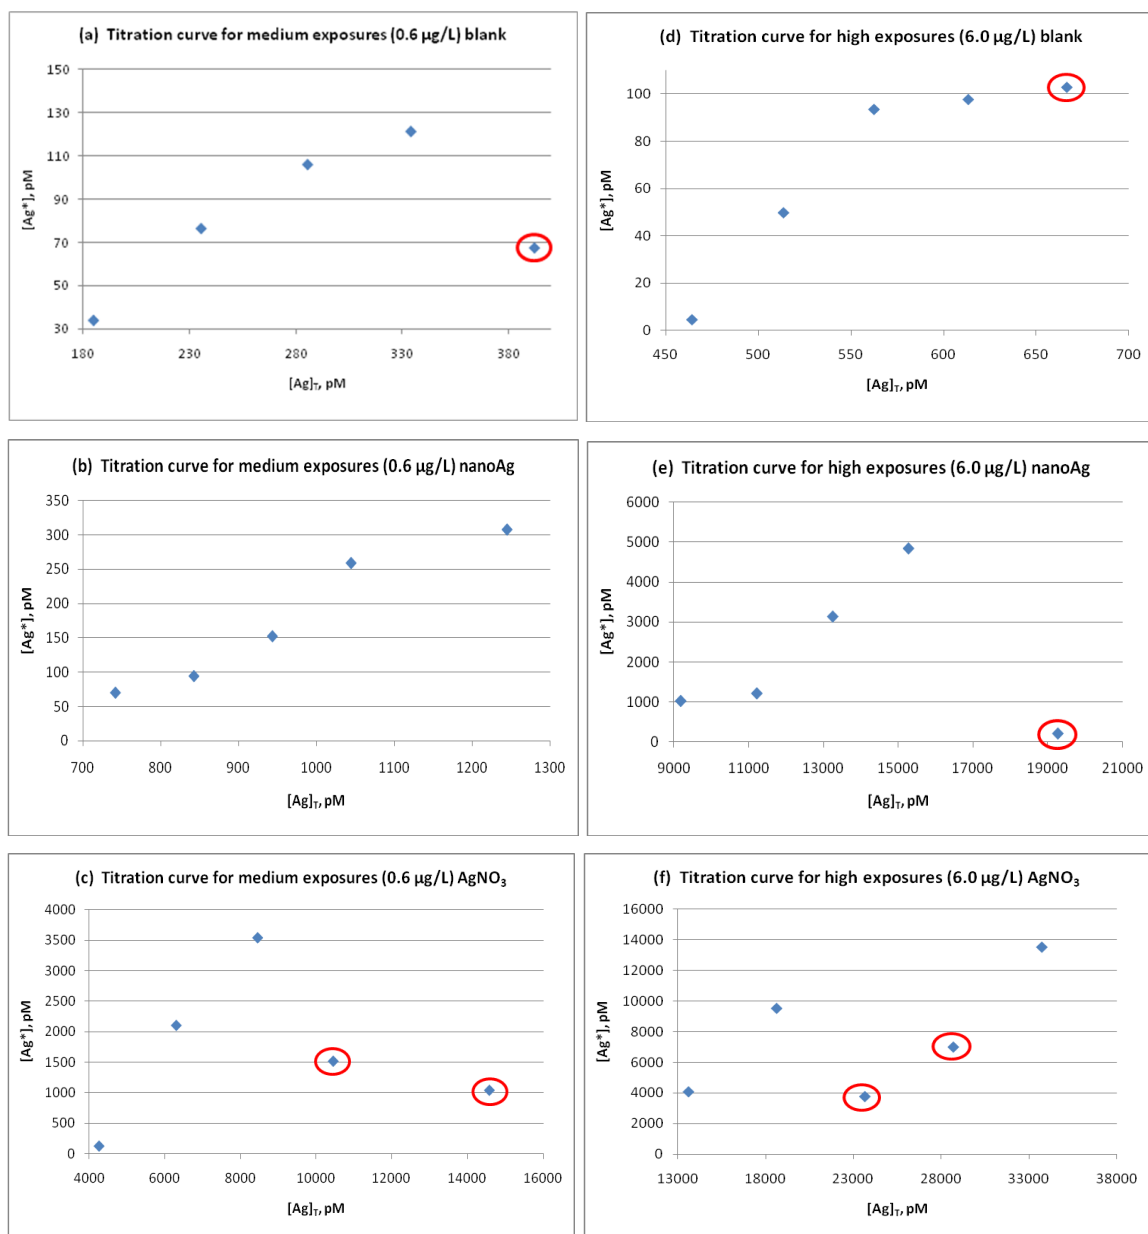 (a) Titration curve for medium exposures (0.6 µg/L) blank
150
130
110
90
70
50
30
180 230 280 330 380
[Ag*], pM
[Ag]T, pM
(d) Titration curve for high exposures (6.0 µg/L) blank
100
80
60
40
20
0
450 500 550 600 650 700
[Ag*], pM
[Ag]T, pM
(b) Titration curve for medium exposures (0.6 µg/L) nanoAg
350
300
250
200
150
100
50
0
700 800 900 1000 1100 1200 1300
[Ag*], pM
[Ag]T, pM
(e) Titration curve for high exposures (6.0 µg/L) nanoAg
6000
5000
4000
3000
2000
1000
0
9000 11000 13000 15000 17000 19000 21000
[Ag*], pM
[Ag]T, pM
(c) Titration curve for medium exposures (0.6 µg/L) AgNO3
4000
3500
3000
2500
2000
1500
1000
500
0
4000 6000 8000 10000 12000 14000 16000
[Ag*], pM
[Ag]T, pM
(f) Titration curve for high exposures (6.0 µg/L) AgNO3
16000
14000
12000
10000
8000
6000
4000
2000
0
13000 18000 23000 28000 33000 38000
[Ag*], pM
[Ag]T, pM